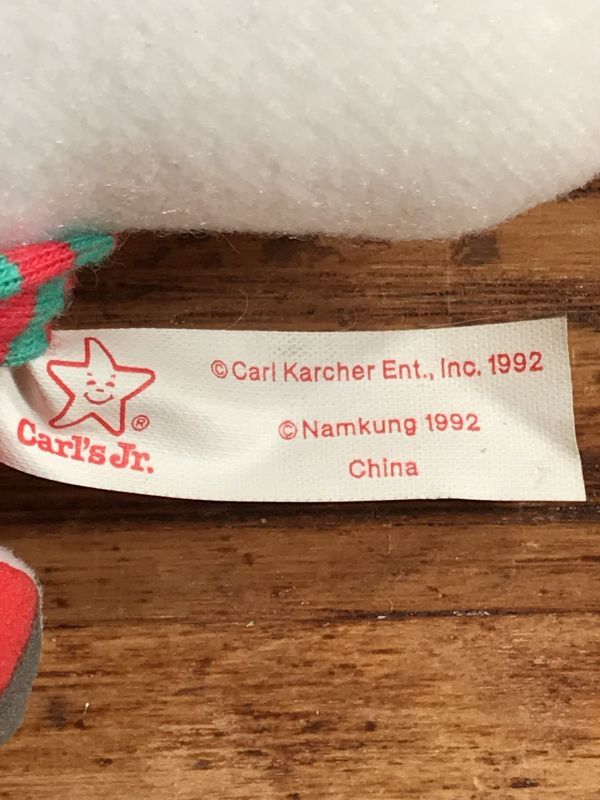 ©Carl Karcher Ent., Inc. 1992
©Namkung 1992
China
®
Carl's Jr.